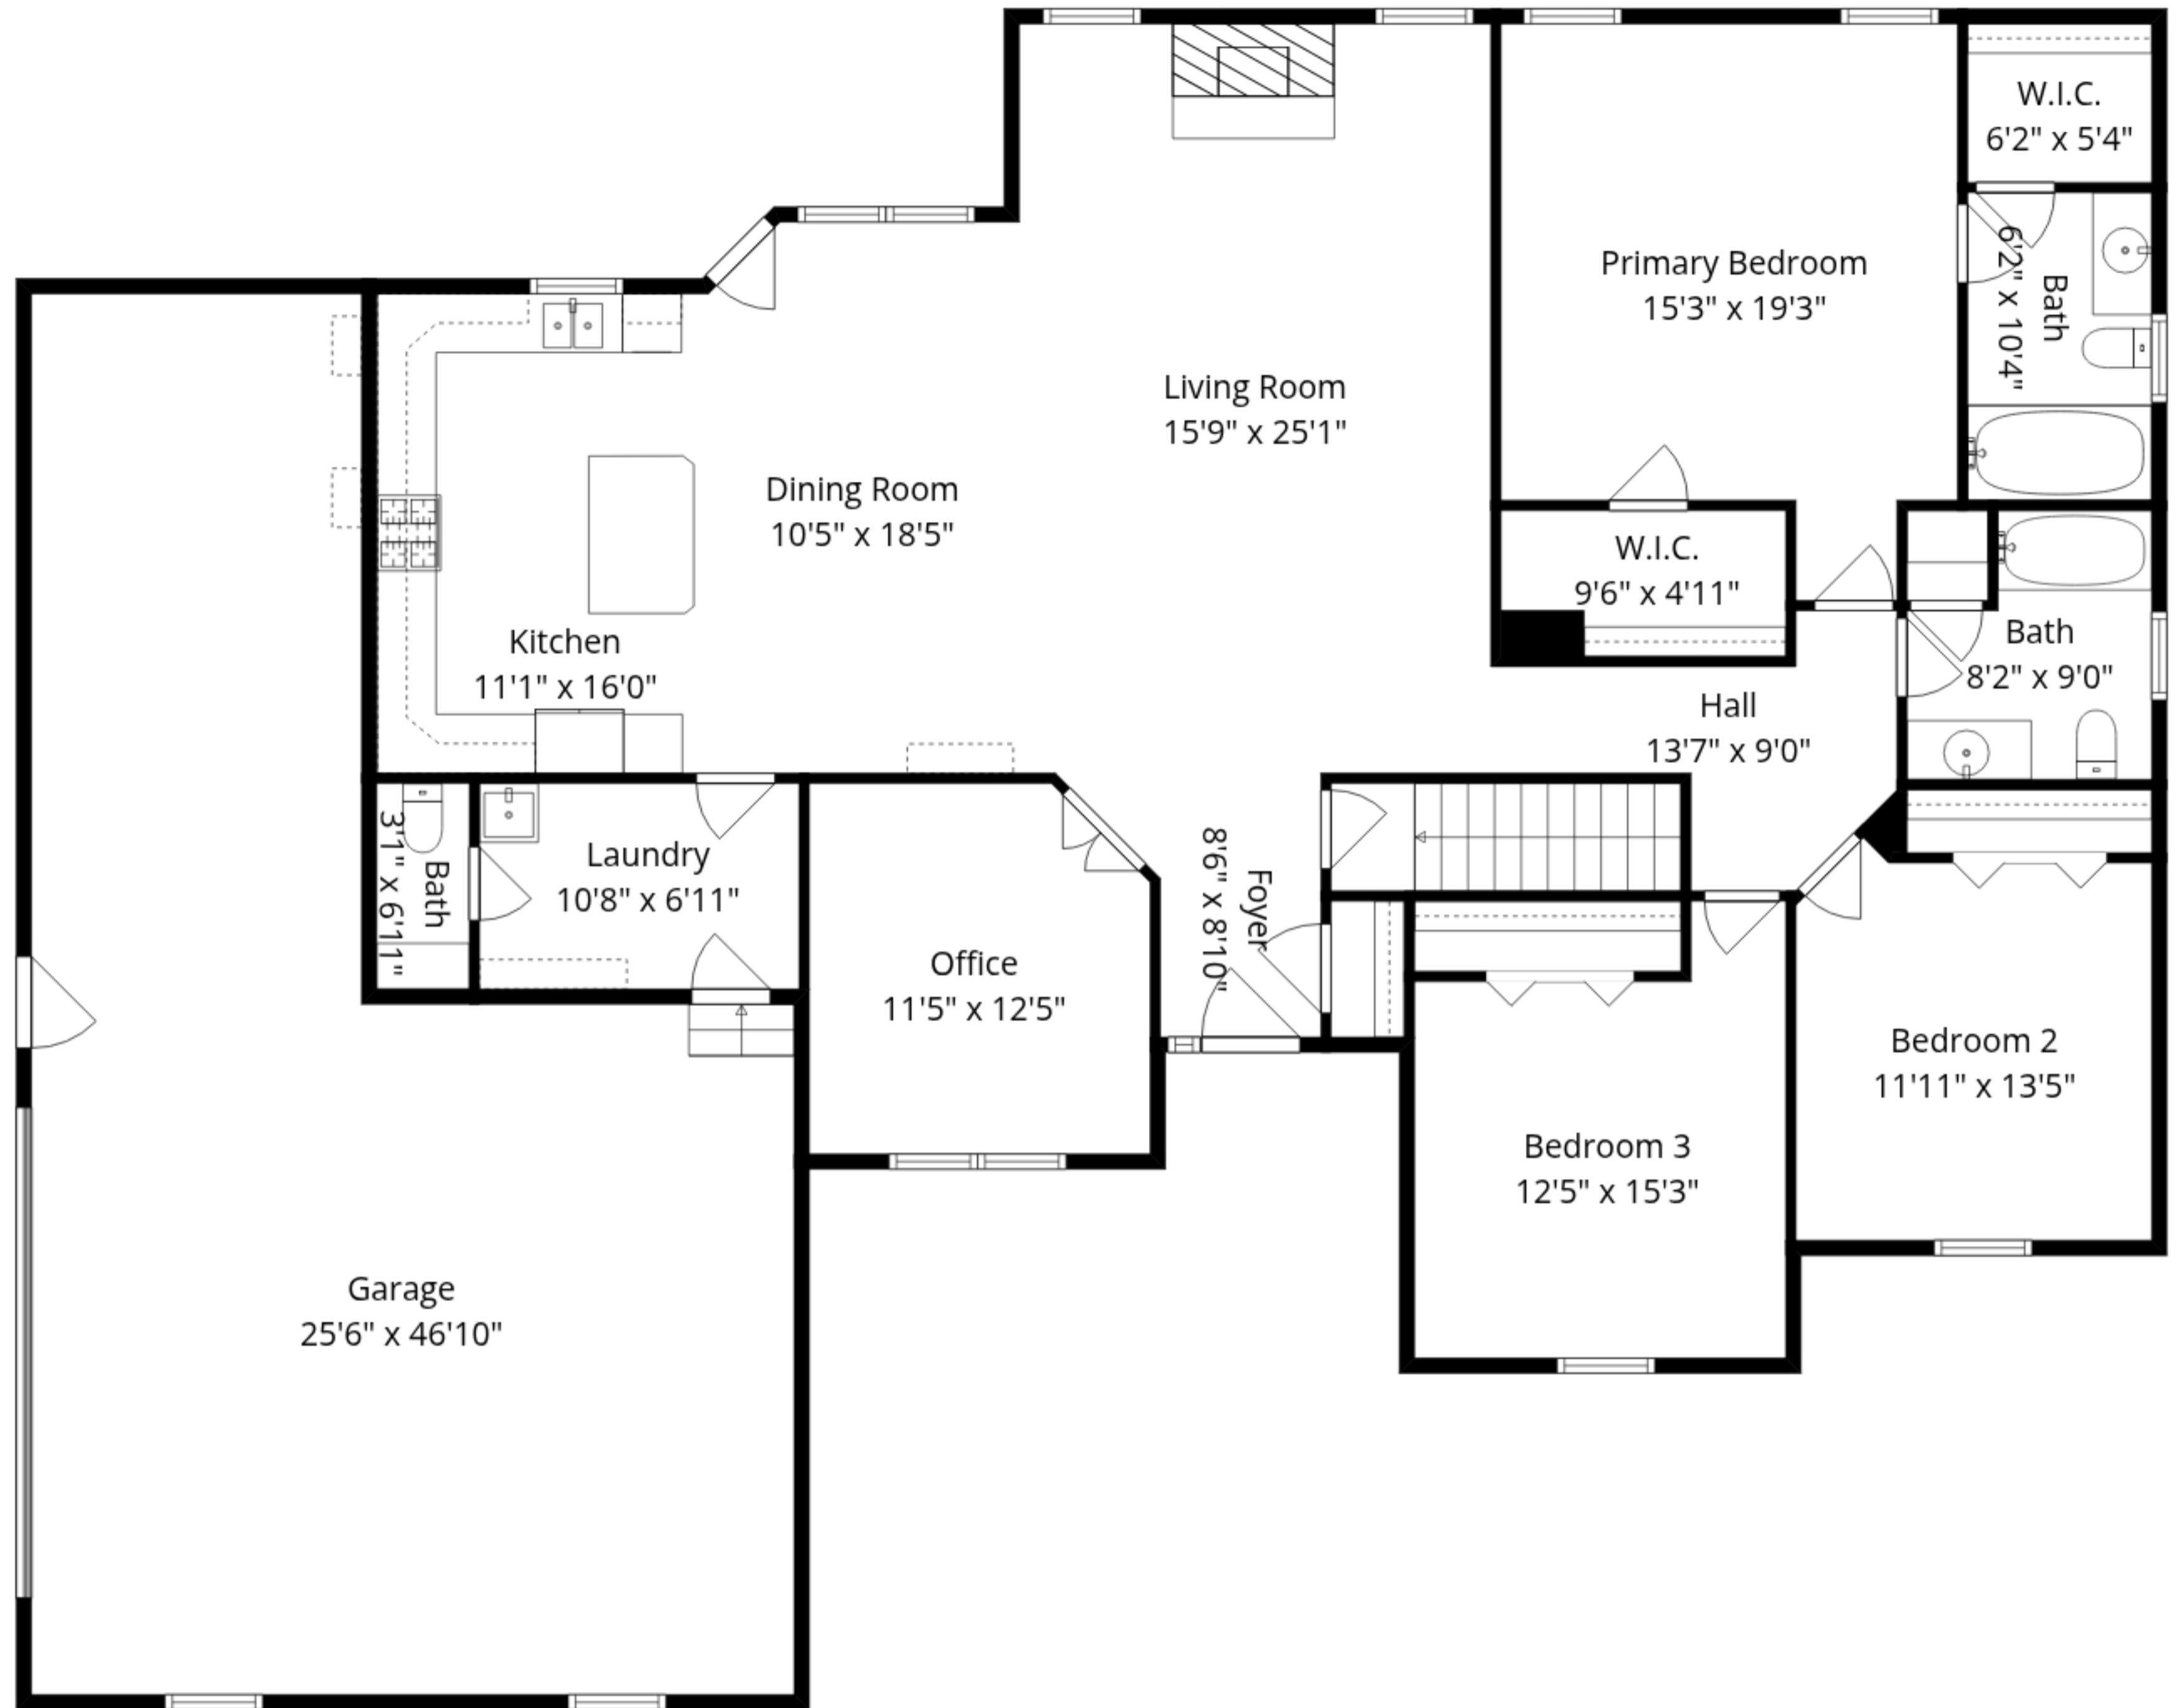 W.I.C.
6'2" x 5'4"
Primary Bedroom
15'3" x 19'3"
Bath
6'2" x 10'4"
Living Room
15'9" x 25'1"
Dining Room
10'5" x 18'5"
W.I.C.
9'6" x 4'11"
Kitchen
11'1" x 16'0"
Bath
8'2" x 9'0"
Hall
13'7" x 9'0"
Bath
3'1" x 6'11"
Laundry
10'8" x 6'11"
Foyer
8'6" x 8'10"
Office
11'5" x 12'5"
Bedroom 2
11'11" x 13'5"
Bedroom 3
12'5" x 15'3"
Garage
25'6" x 46'10"